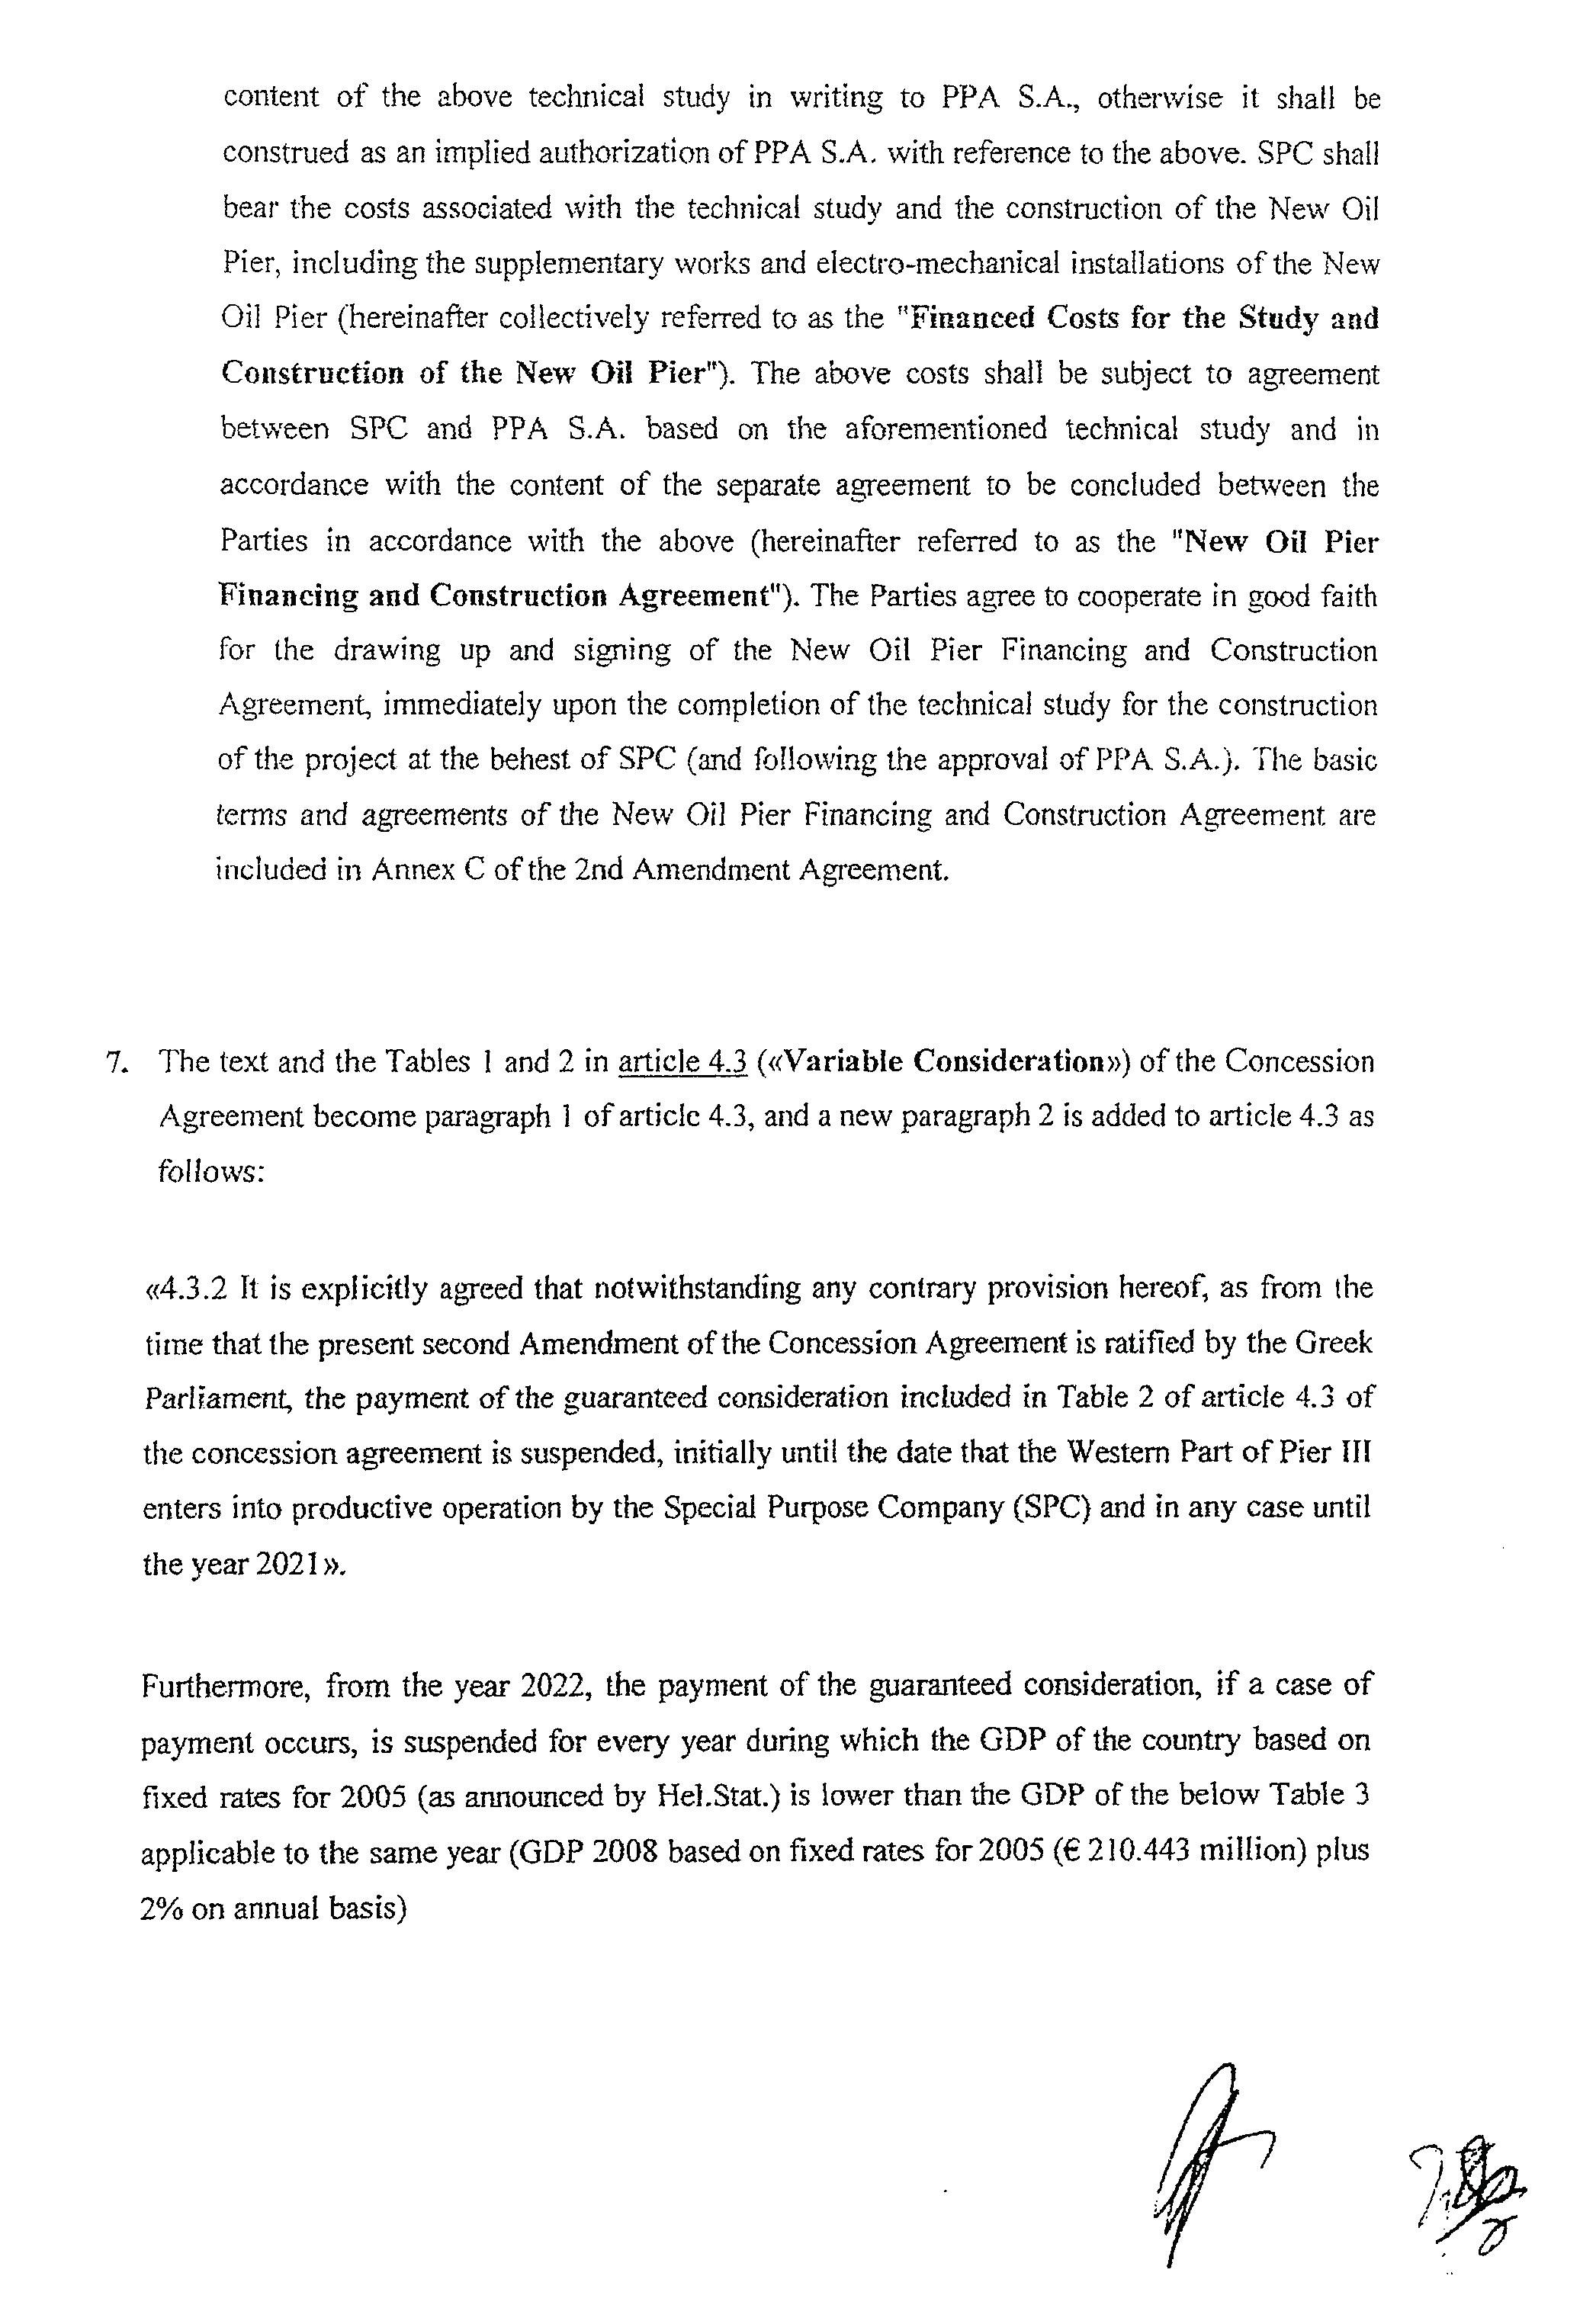 content of the above technical study in writing to PPA S.A., otherwise it shall be
construed as an implied authorization of PPA S.A. with reference to the above. SPC shall
bear the costs associated with the technical study and the construction of the New Oil
Pier, including the supplementary works and electro-mechanical installations of the New
Oil Pier (hereinafter collectively referred to as the "Financed Costs for the Study and
Construction of the New Oil Pier"). The above costs shall be subject to agreement
between SPC and PPA S.A. based on the aforementioned technical study and in
accordance with the content of the separate agreement to be concluded between the
Parties in accordance with the above (hereinafter referred to as the "New Oil Pier
Financing and Construction Agreement"). The Parties agree to cooperate in good faith
for the drawing up and signing of the New Oil Pier Financing and Construction
Agreement, immediately upon the completion of the technical study for the construction
of the project at the behest of SPC (and following the approval of PPA S.A.). The basic
terms and agreements of the New Oil Pier Financing and Construction Agreement are
included in Annex C of the 2nd Amendment Agreement.
7. The text and the Tables 1 and 2 in article 4.3 («Variable Consideration») of the Concession
Agreement become paragraph 1 of article 4.3, and a new paragraph 2 is added to article 4.3 as
follows:
«4.3.2 It is explicitly agreed that notwithstanding any contrary provision hereof, as from the
time that the present second Amendment of the Concession Agreement is ratified by the Greek
Parliament, the payment of the guaranteed consideration included in Table 2 of article 4.3 of
the concession agreement is suspended, initially until the date that the Western Part of Pier III
enters into productive operation by the Special Purpose Company (SPC) and in any case until
the year 2021».
Furthermore, from the year 2022, the payment of the guaranteed consideration, if a case of
payment occurs, is suspended for every year during which the GDP of the country based on
fixed rates for 2005 (as announced by Hel.Stat.) is lower than the GDP of the below Table 3
applicable to the same year (GDP 2008 based on fixed rates for 2005 (€ 210.443 million) plus
2% on annual basis)